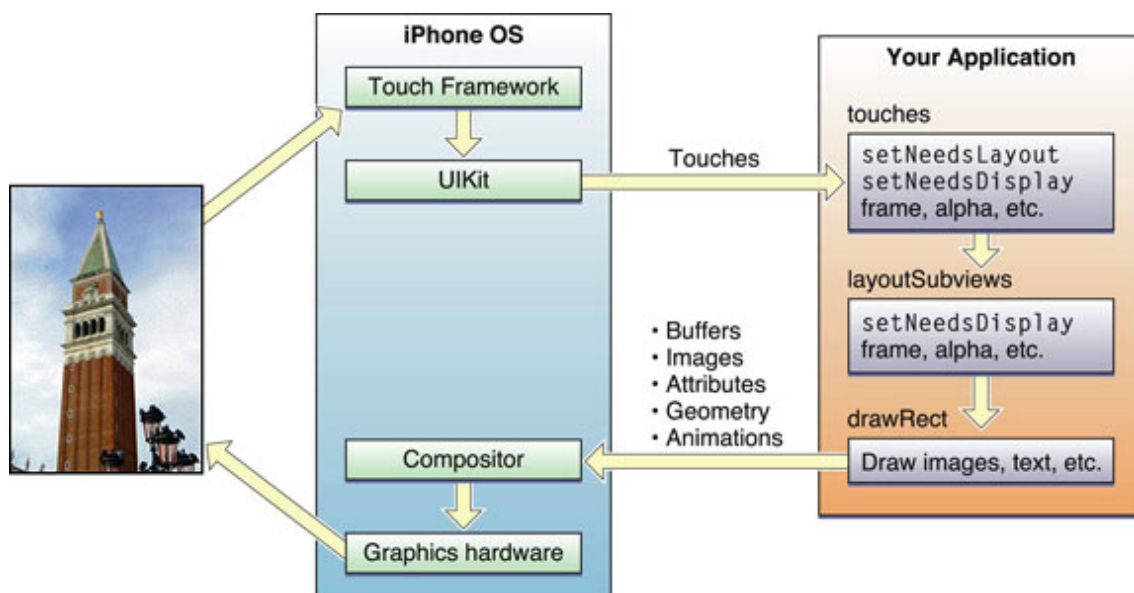 iPhone OS
Touch Framework
UIKit
Compositor
Graphics hardware
Touches
• Buffers
• Images
• Attributes
• Geometry
• Animations
Your Application
touches
setNeedsLayout
setNeedsDisplay
frame, alpha, etc.
layoutSubviews
setNeedsDisplay
frame, alpha, etc.
drawRect
Draw images, text, etc.